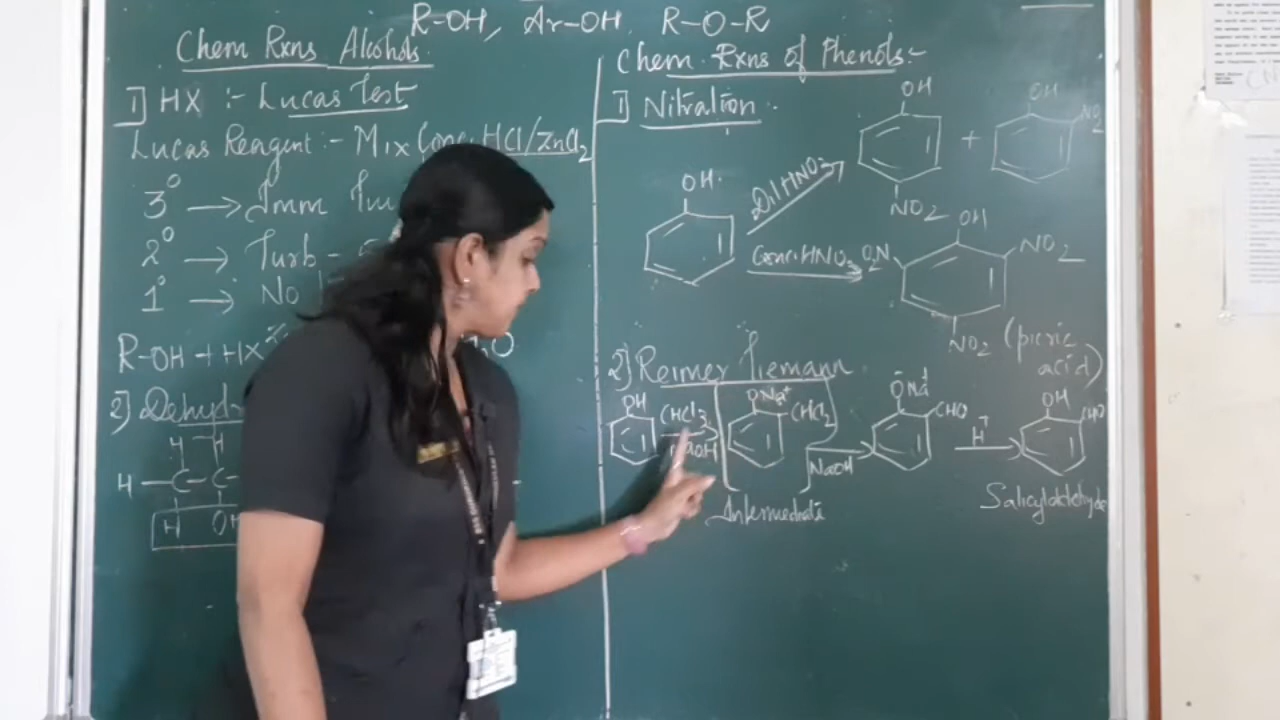 R-OH, Ar-OH, R-O-R
Chem Rxns Alcohols
1] HX :- Lucas Test
Lucas Reagent :- Mix Conc HCl/ZnCl2
3° → Imm
2° → Turb -
1° → No
R-OH + HX
2] Dehyd
H H
H-C-C-
H OH
Chem. Rxns of Phenols :-
1] Nitration :-
OH
OH
NO2
+
OH.
Dil HNO3
NO2
OH
Conc. HNO3
O2N
NO2
NO2
(picric acid)
2] Reimer Tiemann
OH
CHCl3
NaOH
ONa+
CHCl2
Intermediate
NaOH
O-Na+
CHO
H+
OH
CHO
Salicylaldehyde